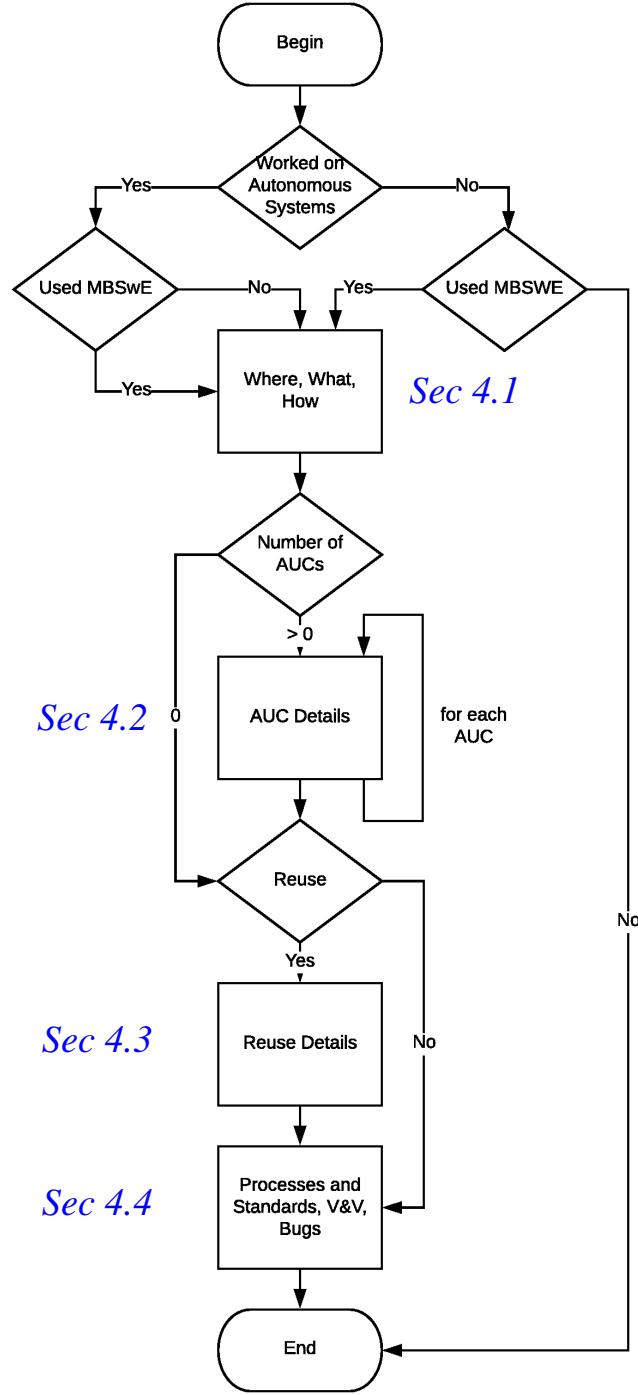 Begin
Worked on
Autonomous
Systems
Yes
No
Used MBSwE
No
Yes
Used MBSWE
Yes
Where, What,
How
Sec 4.1
Number of
AUCs
> 0
Sec 4.2
0
AUC Details
for each
AUC
Reuse
No
Yes
Sec 4.3
Reuse Details
No
Sec 4.4
Processes and
Standards, V&V,
Bugs
End